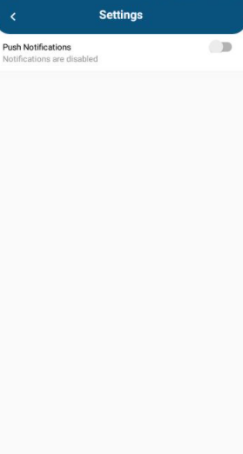 Settings
Push Notifications
Notifications are disabled